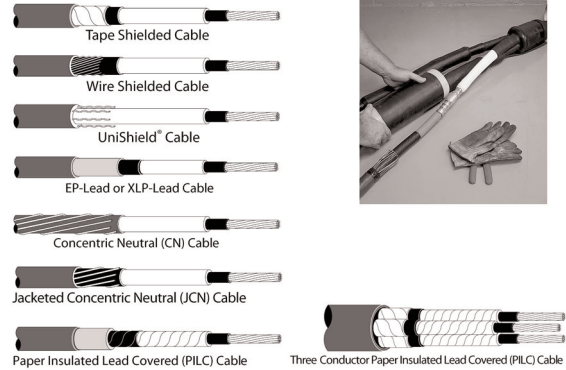 Tape Shielded Cable
Wire Shielded Cable
UniShield® Cable
EP-Lead or XLP-Lead Cable
Concentric Neutral (CN) Cable
Jacketed Concentric Neutral (JCN) Cable
Paper Insulated Lead Covered (PILC) Cable
Three Conductor Paper Insulated Lead Covered (PILC) Cable